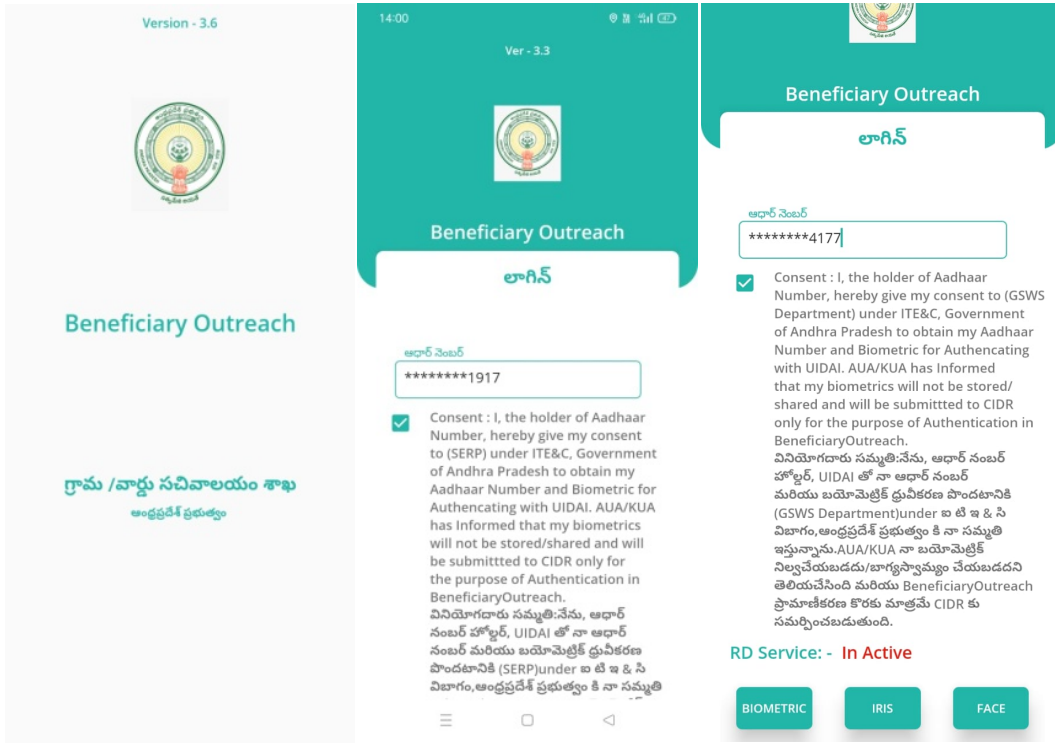 Version - 3.6
Beneficiary Outreach
గ్రామ /వార్డు సచివాలయం శాఖ
ఆంధ్రప్రదేశ్ ప్రభుత్వం
14:00
47
Ver - 3.3
Beneficiary Outreach
లాగిన్
ఆధార్ నెంబర్
********1917
Consent : I, the holder of Aadhaar
Number, hereby give my consent
to (SERP) under ITE&C, Government
of Andhra Pradesh to obtain my
Aadhaar Number and Biometric for
Authencating with UIDAI. AUA/KUA
has Informed that my biometrics
will not be stored/shared and will
be submittted to CIDR only for
the purpose of Authentication in
BeneficiaryOutreach.
వినియోగదారు సమ్మతి:నేను, ఆధార్
నంబర్ హోల్డర్, UIDAI తో నా ఆధార్
నంబర్ మరియు బయోమెట్రిక్ ధ్రువీకరణ
పొందటానికి (SERP)under ఐ టి ఇ & సి
విబాగం,ఆంధ్రప్రదేశ్ ప్రభుత్వం కి నా సమ్మతి
Beneficiary Outreach
లాగిన్
ఆధార్ నెంబర్
********4177
Consent : I, the holder of Aadhaar
Number, hereby give my consent to (GSWS
Department) under ITE&C, Government
of Andhra Pradesh to obtain my Aadhaar
Number and Biometric for Authencating
with UIDAI. AUA/KUA has Informed
that my biometrics will not be stored/
shared and will be submittted to CIDR
only for the purpose of Authentication in
BeneficiaryOutreach.
వినియోగదారు సమ్మతి:నేను, ఆధార్ నంబర్
హోల్డర్, UIDAI తో నా ఆధార్ నంబర్
మరియు బయోమెట్రిక్ ధ్రువీకరణ పొందటానికి
(GSWS Department)under ఐ టి ఇ & సి
విబాగం,ఆంధ్రప్రదేశ్ ప్రభుత్వం కి నా సమ్మతి
ఇస్తున్నాను.AUA/KUA నా బయోమెట్రిక్
నిల్వచేయబడదు/బాగ్యస్వామ్యం చేయబడదని
తెలియచేసింది మరియు BeneficiaryOutreach
ప్రామాణీకరణ కొరకు మాత్రమే CIDR కు
సమర్పించబడుతుంది.
RD Service: - In Active
BIOMETRIC
IRIS
FACE